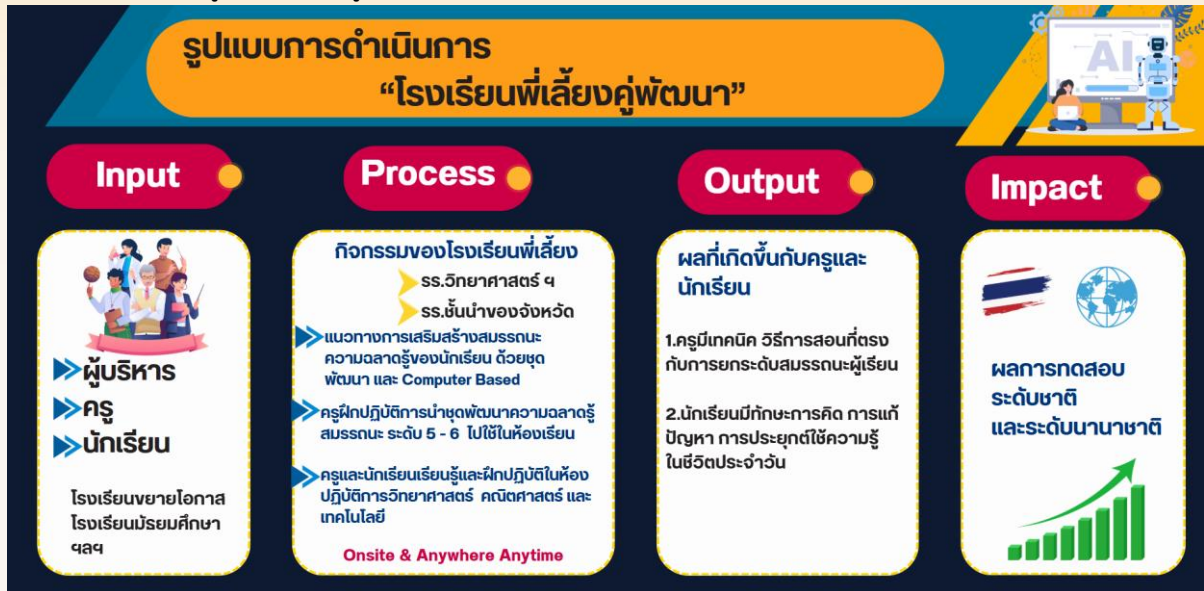 รูปแบบการดำเนินการ
“โรงเรียนพี่เลี้ยงคู่พัฒนา”
AI
Input
ผู้บริหาร
ครู
นักเรียน
โรงเรียนขยายโอกาส
โรงเรียนมัธยมศึกษา
ฯลฯ
Process
กิจกรรมของโรงเรียนพี่เลี้ยง
รร.วิทยาศาสตร์ ฯ
รร.ชั้นนำของจังหวัด
แนวทางการเสริมสร้างสมรรถนะ
ความฉลาดรู้ของนักเรียน ด้วยชุด
พัฒนา และ Computer Based
ครูฝึกปฏิบัติการนำชุดพัฒนาความฉลาดรู้
สมรรถนะ ระดับ 5 - 6 ไปใช้ในห้องเรียน
ครูและนักเรียนเรียนรู้และฝึกปฏิบัติในห้อง
ปฏิบัติการวิทยาศาสตร์ คณิตศาสตร์ และ
เทคโนโลยี
Onsite & Anywhere Anytime
Output
ผลที่เกิดขึ้นกับครูและ
นักเรียน
1.ครูมีเทคนิค วิธีการสอนที่ตรง
กับการยกระดับสมรรถนะผู้เรียน
2.นักเรียนมีทักษะการคิด การแก้
ปัญหา การประยุกต์ใช้ความรู้
ในชีวิตประจำวัน
Impact
ผลการทดสอบ
ระดับชาติ
และระดับนานาชาติ